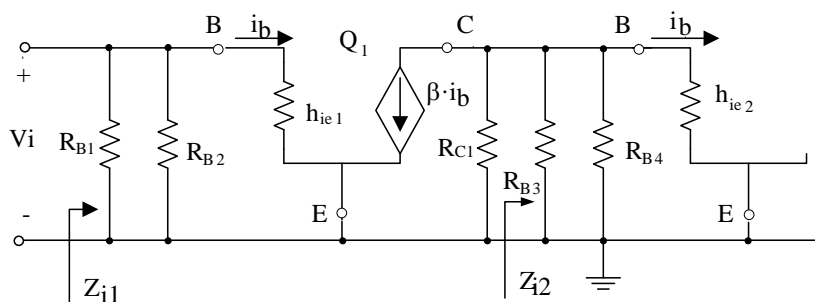 B
i_b
Q_1
C
B
i_b
+
Vi
-
R_B1
R_B2
h_ie1
β·i_b
R_C1
R_B3
R_B4
h_ie2
E
E
Z_i1
Z_i2